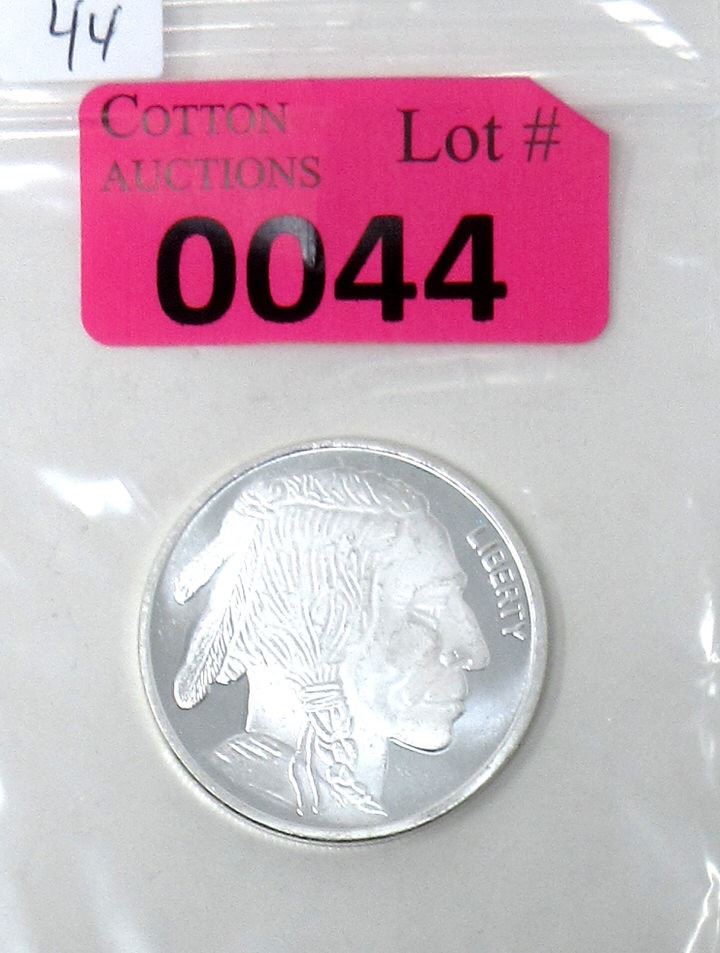 44
COTTON
AUCTIONS
Lot #
0044
LIBERTY